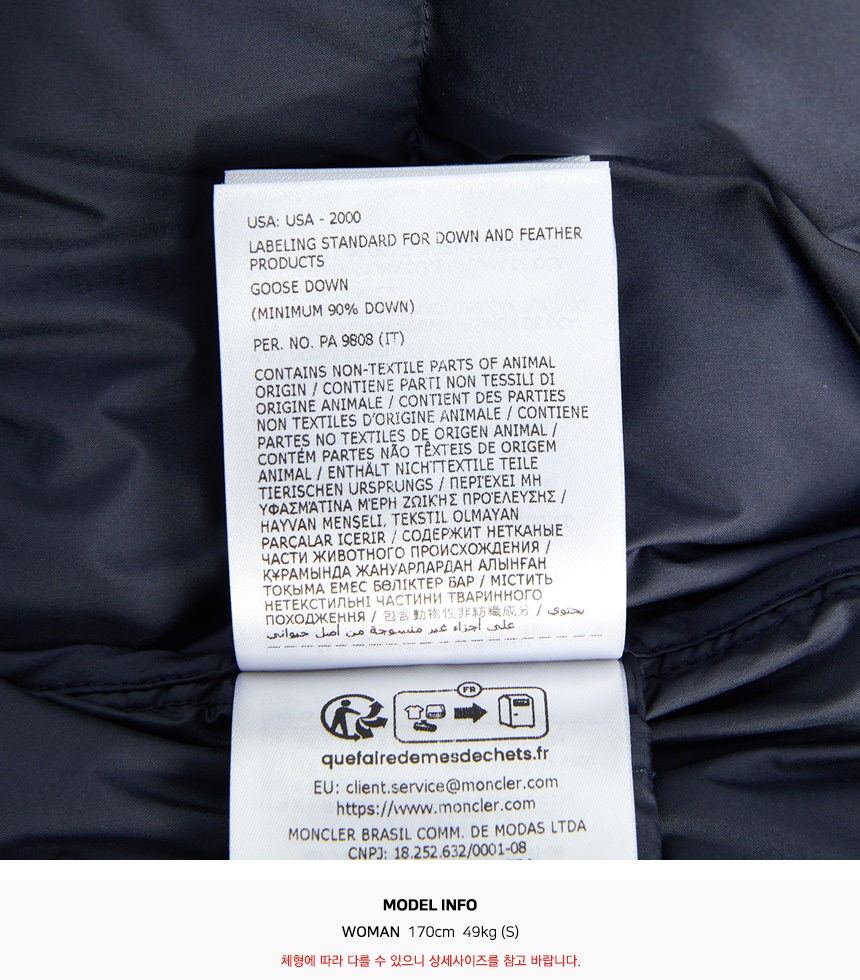 USA: USA - 2000
LABELING STANDARD FOR DOWN AND FEATHER
PRODUCTS
GOOSE DOWN
(MINIMUM 90% DOWN)
PER. NO. PA 9808 (IT)
CONTAINS NON-TEXTILE PARTS OF ANIMAL
ORIGIN / CONTIENE PARTI NON TESSILI DI
ORIGINE ANIMALE / CONTIENT DES PARTIES
NON TEXTILES D'ORIGINE ANIMALE / CONTIENE
PARTES NO TEXTILES DE ORIGEN ANIMAL /
CONTÉM PARTES NÃO TÊXTEIS DE ORIGEM
ANIMAL / ENTHÄLT NICHTTEXTILE TEILE
TIERISCHEN URSPRUNGS / ΠΕΡΙΈΧΕΙ ΜΗ
ΥΦΑΣΜΆΤΙΝΑ ΜΈΡΗ ΖΩΙΚΉΣ ΠΡΟΈΛΕΥΣΗΣ /
HAYVAN MENŞELİ, TEKSTIL OLMAYAN
PARÇALAR ICERIR / СОДЕРЖИТ НЕТКАНЫЕ
ЧАСТИ ЖИВОТНОГО ПРОИСХОЖДЕНИЯ /
ҚҰРАМЫНДА ЖАНУАРЛАРДАН АЛЫНҒАН
ТОҚЫМА ЕМЕС БӨЛІКТЕР БАР / МІСТИТЬ
НЕТЕКСТИЛЬНІ ЧАСТИНИ ТВАРИННОГО
ПОХОДЖЕННЯ / 包含動物性非紡織成分 / يحتوي
على أجزاء غير منسوجة من أصل حيواني
FR
quefairedemesdechets.fr
EU: client.service@moncler.com
https://www.moncler.com
MONCLER BRASIL COMM. DE MODAS LTDA
CNPJ: 18.252.632/0001-08
MODEL INFO
WOMAN 170cm 49kg (S)
체형에 따라 다를 수 있으니 상세사이즈를 참고 바랍니다.